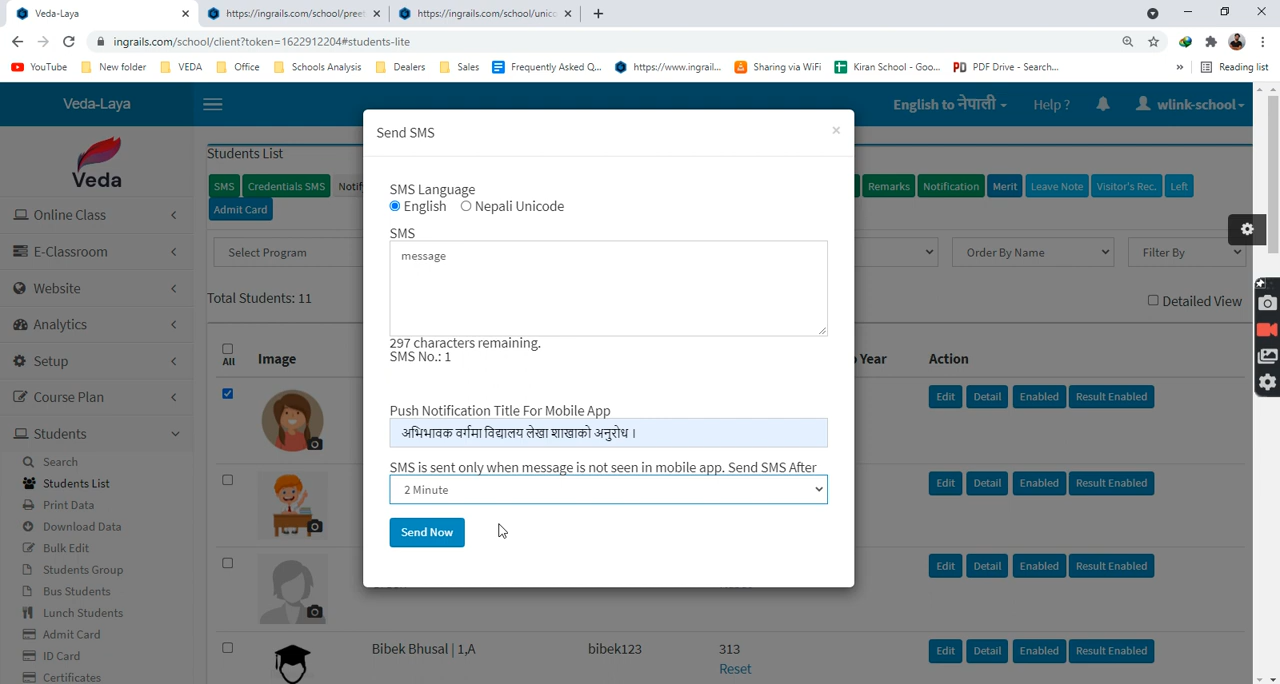 Veda-Laya
https://ingrails.com/school/preet
https://ingrails.com/school/unico
ingrails.com/school/client?token=1622912204#students-lite
YouTube
New folder
VEDA
Office
Schools Analysis
Dealers
Sales
Frequently Asked Q...
https://www.ingrail...
Sharing via WiFi
Kiran School - Goo...
PDF Drive - Search...
»
Reading list
Veda-Laya
English to नेपाली
Help ?
wlink-school
Veda
Online Class
E-Classroom
Website
Analytics
Setup
Course Plan
Students
Search
Students List
Print Data
Download Data
Bulk Edit
Students Group
Bus Students
Lunch Students
Admit Card
ID Card
Certificates
Students List
SMS
Credentials SMS
Notif
Remarks
Notification
Merit
Leave Note
Visitor's Rec.
Left
Admit Card
Select Program
Order By Name
Filter By
Total Students: 11
Detailed View
All
Image
Year
Action
Edit
Detail
Enabled
Result Enabled
Edit
Detail
Enabled
Result Enabled
Edit
Detail
Enabled
Result Enabled
Bibek Bhusal | 1,A
bibek123
313
Reset
Edit
Detail
Enabled
Result Enabled
Send SMS
×
SMS Language
English
Nepali Unicode
SMS
message
297 characters remaining.
SMS No.: 1
Push Notification Title For Mobile App
अभिभावक वर्गमा विद्यालय लेखा शाखाको अनुरोध ।
SMS is sent only when message is not seen in mobile app. Send SMS After
2 Minute
Send Now